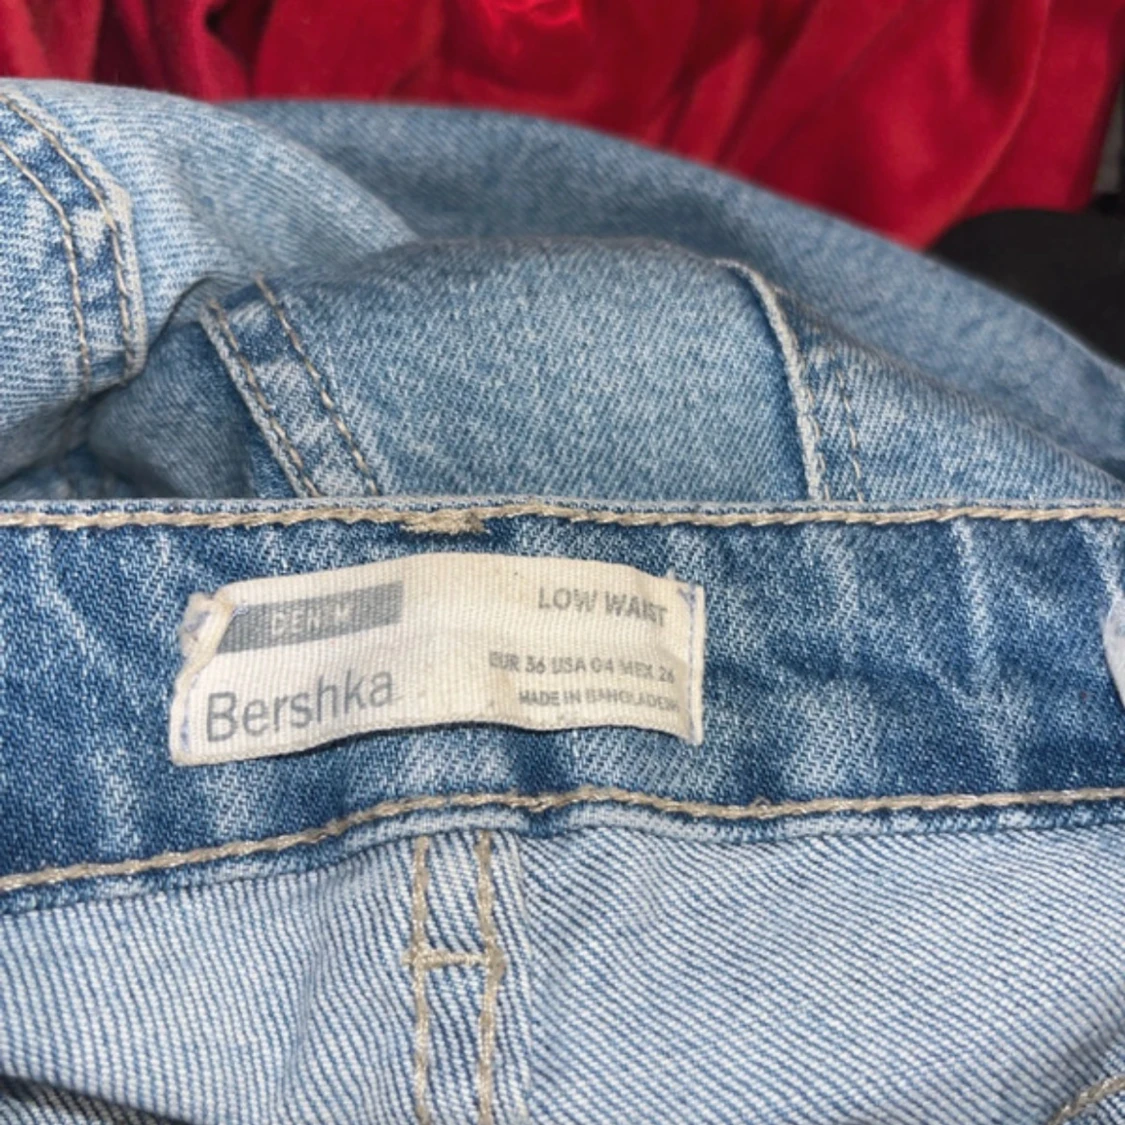 DENIM
LOW WAIST
Bershka
EUR 36 USA 04 MEX 26
MADE IN BANGLADESH